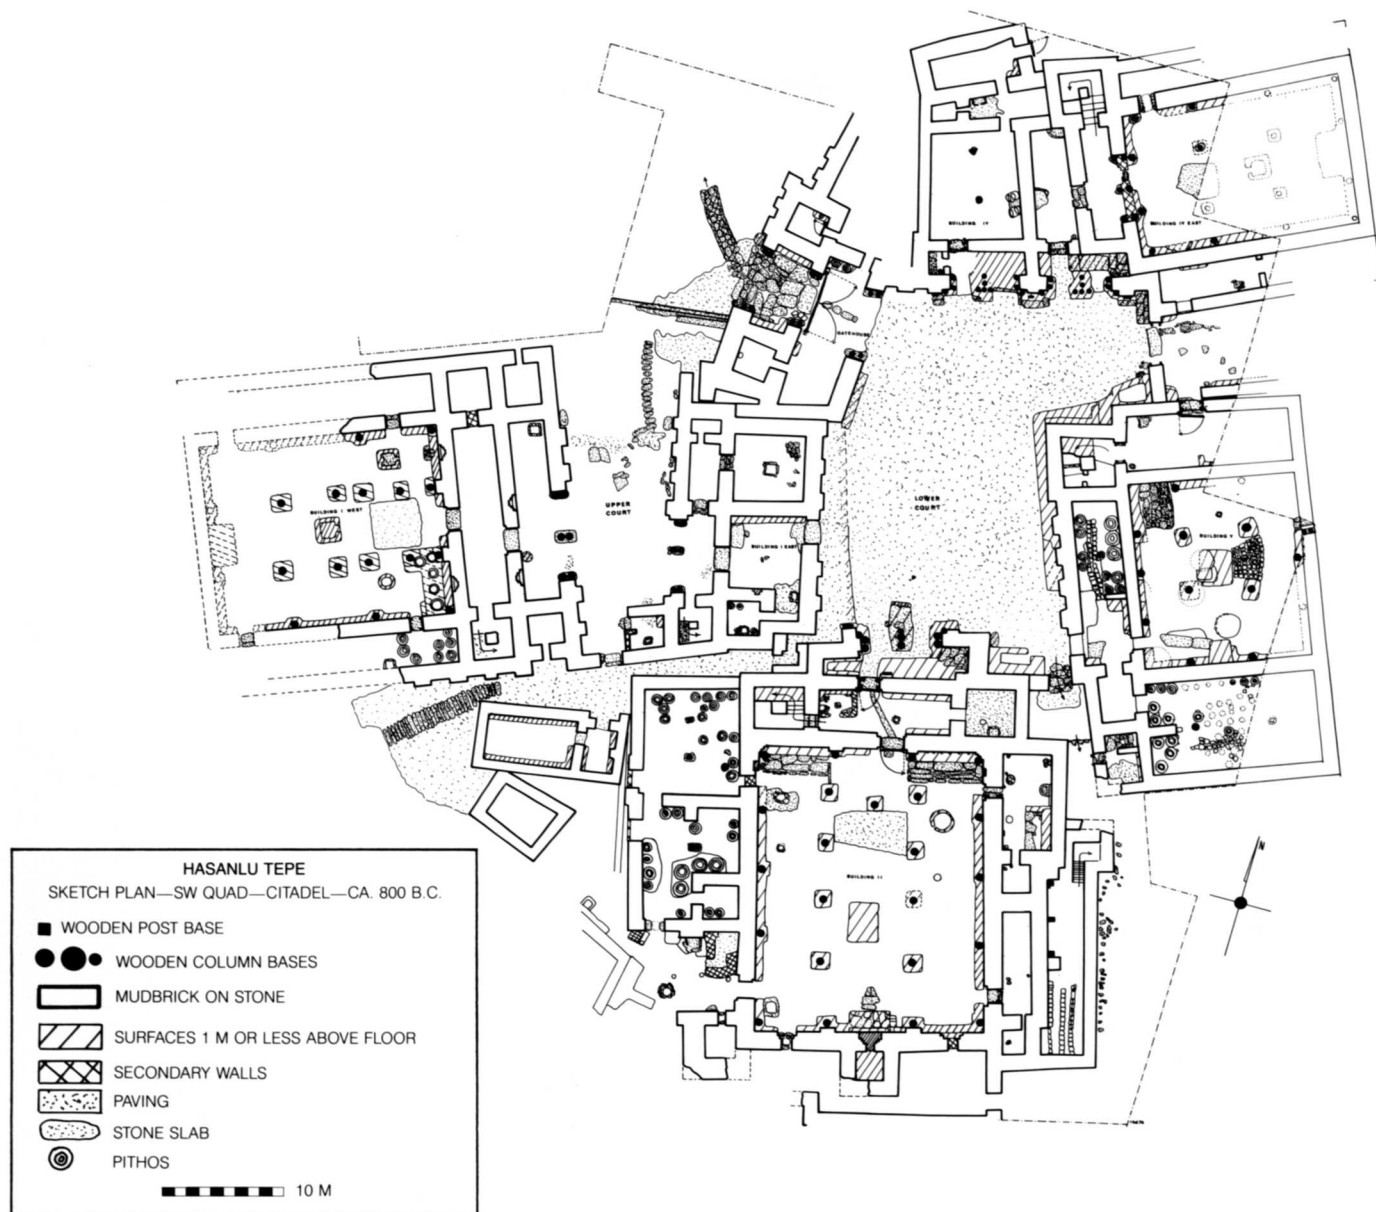 BUILDING IV
BUILDING IV EAST
GATEHOUSE
BUILDING I WEST
UPPER
COURT
LOWER
COURT
BUILDING I EAST
BUILDING V
BUILDING II
N
HASANLU TEPE
SKETCH PLAN—SW QUAD—CITADEL—CA. 800 B.C.
WOODEN POST BASE
WOODEN COLUMN BASES
MUDBRICK ON STONE
SURFACES 1 M OR LESS ABOVE FLOOR
SECONDARY WALLS
PAVING
STONE SLAB
PITHOS
10 M